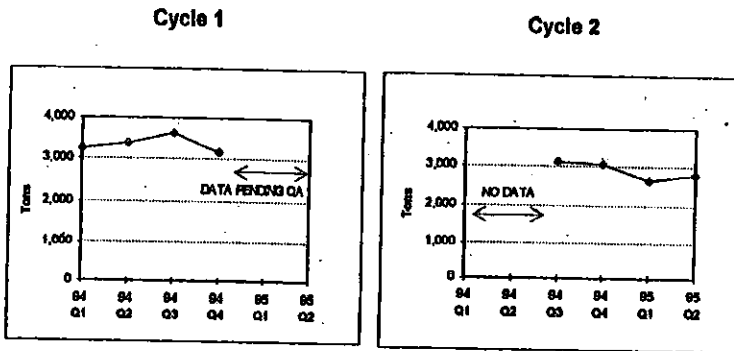 Cycle 1
4,000
3,000
2,000
1,000
0
Tons
DATA PENDING QA
94 94 94 94 95 95
Q1 Q2 Q3 Q4 Q1 Q2
Cycle 2
4,000
3,000
2,000
1,000
0
Tons
NO DATA
94 94 94 94 95 95
Q1 Q2 Q3 Q4 Q1 Q2